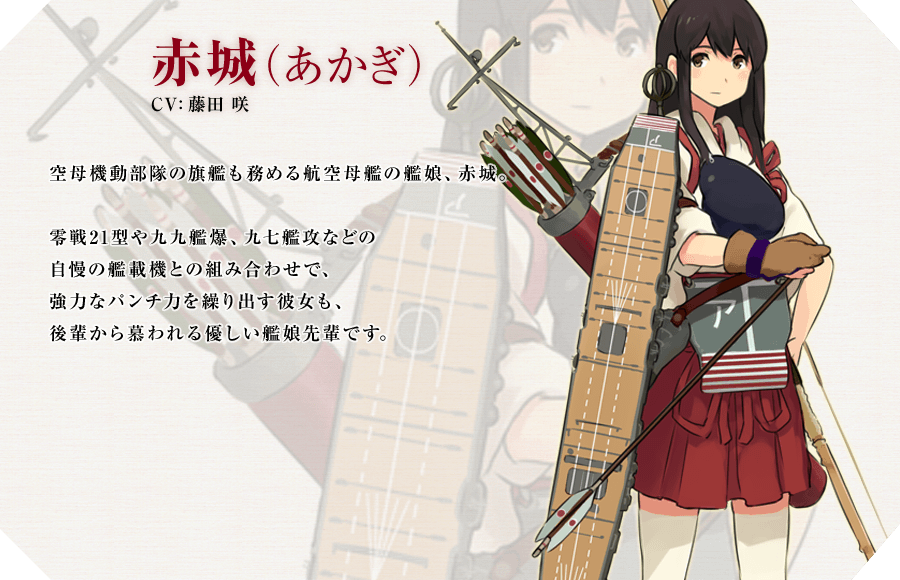 赤城（あかぎ）
CV: 藤田 咲
空母機動部隊の旗艦も務める航空母艦の艦娘、赤城。
零戦21型や九九艦爆、九七艦攻などの
自慢の艦載機との組み合わせで、
強力なパンチ力を繰り出す彼女も、
後輩から慕われる優しい艦娘先輩です。
ア